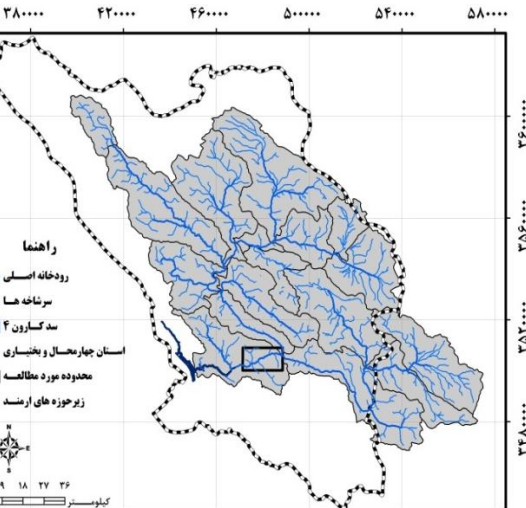 ۳۸۰۰۰۰ ۴۲۰۰۰۰ ۴۶۰۰۰۰ ۵۰۰۰۰۰ ۵۴۰۰۰۰ ۵۸۰۰۰۰
۳۶۰۰۰۰۰
۳۵۶۰۰۰۰
۳۵۲۰۰۰۰
۳۴۸۰۰۰۰
راهنما
رودخانه اصلی
سرشاخه ها
سد کارون ۴
استان چهارمحال و بختیاری
محدوده مورد مطالعه
زیرحوزه های ارمند
N
E
S
۹ ۱۸ ۲۷ ۳۶
کیلومتر